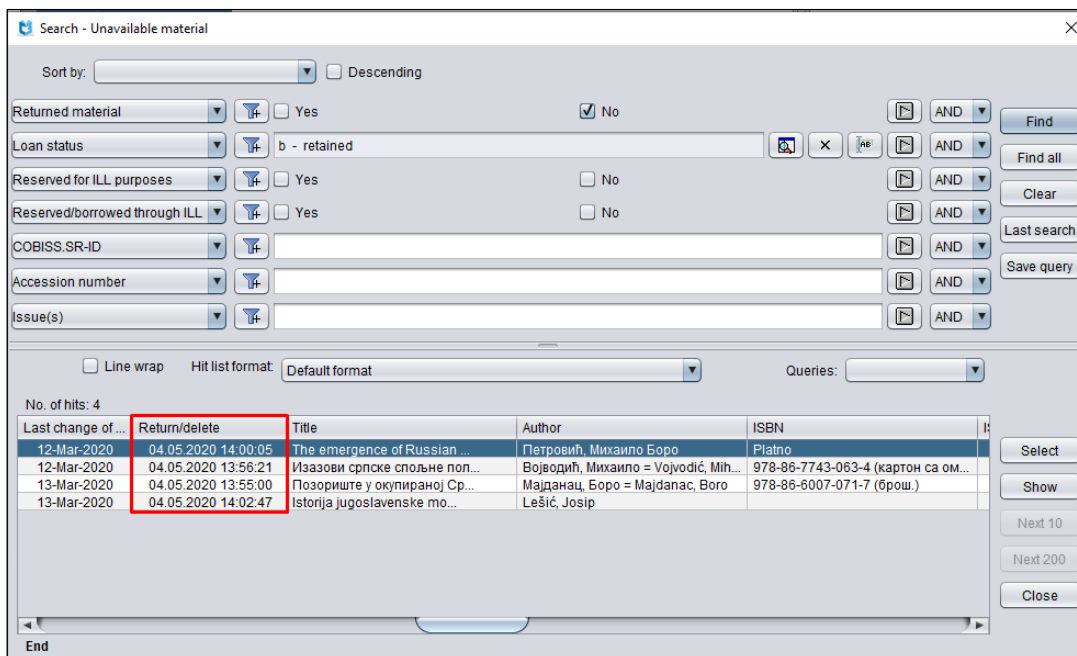 Search - Unavailable material
Sort by: Descending
Returned material Yes No AND
Find
Loan status b - retained AND
Find all
Reserved for ILL purposes Yes No AND
Clear
Reserved/borrowed through ILL Yes No AND
Last search
COBISS.SR-ID AND
Save query
Accession number AND
Issue(s) AND
Line wrap Hit list format: Default format Queries:
No. of hits: 4
Last change of ... Return/delete Title Author ISBN
12-Mar-2020 04.05.2020 14:00:05 The emergence of Russian ... Петровић, Михаило Боро Platno
Select
12-Mar-2020 04.05.2020 13:56:21 Изазови српске спољне пол... Војводић, Михаило = Vojvodić, Mih... 978-86-7743-063-4 (картон са ом...
13-Mar-2020 04.05.2020 13:55:00 Позориште у окупираној Ср... Мајданац, Боро = Majdanac, Boro 978-86-6007-071-7 (брош.)
Show
13-Mar-2020 04.05.2020 14:02:47 Istorija jugoslavenske mo... Lešić, Josip
Next 10
Next 200
Close
End